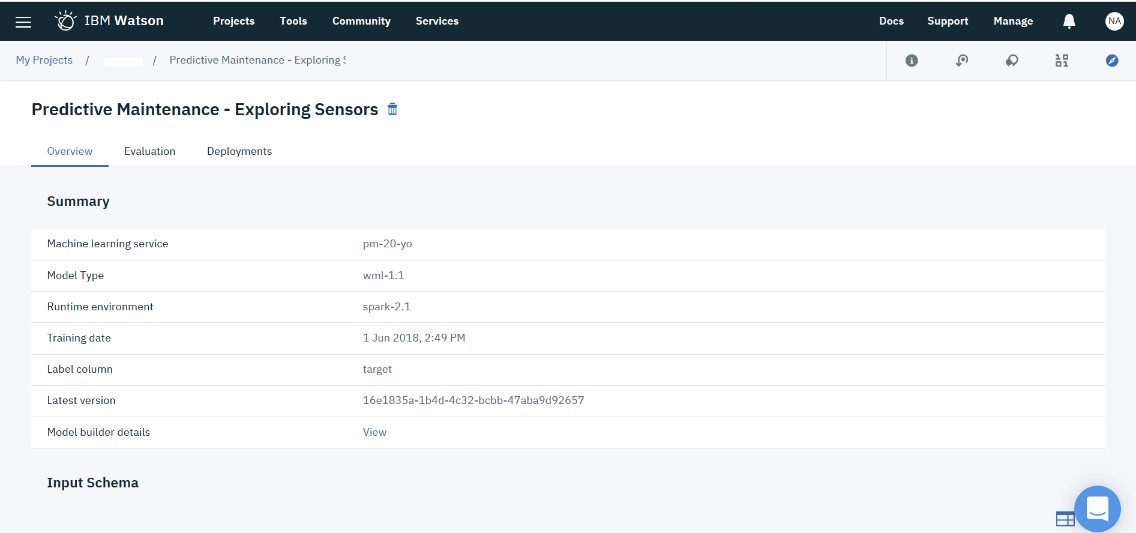 IBM Watson Projects Tools Community Services Docs Support Manage NA
My Projects / / Predictive Maintenance - Exploring
Predictive Maintenance - Exploring Sensors
Overview Evaluation Deployments
Summary
Machine learning service pm-20-yo
Model Type wml-1.1
Runtime environment spark-2.1
Training date 1 Jun 2018, 2:49 PM
Label column target
Latest version 16e1835a-1b4d-4c32-bcbb-47aba9d92657
Model builder details View
Input Schema